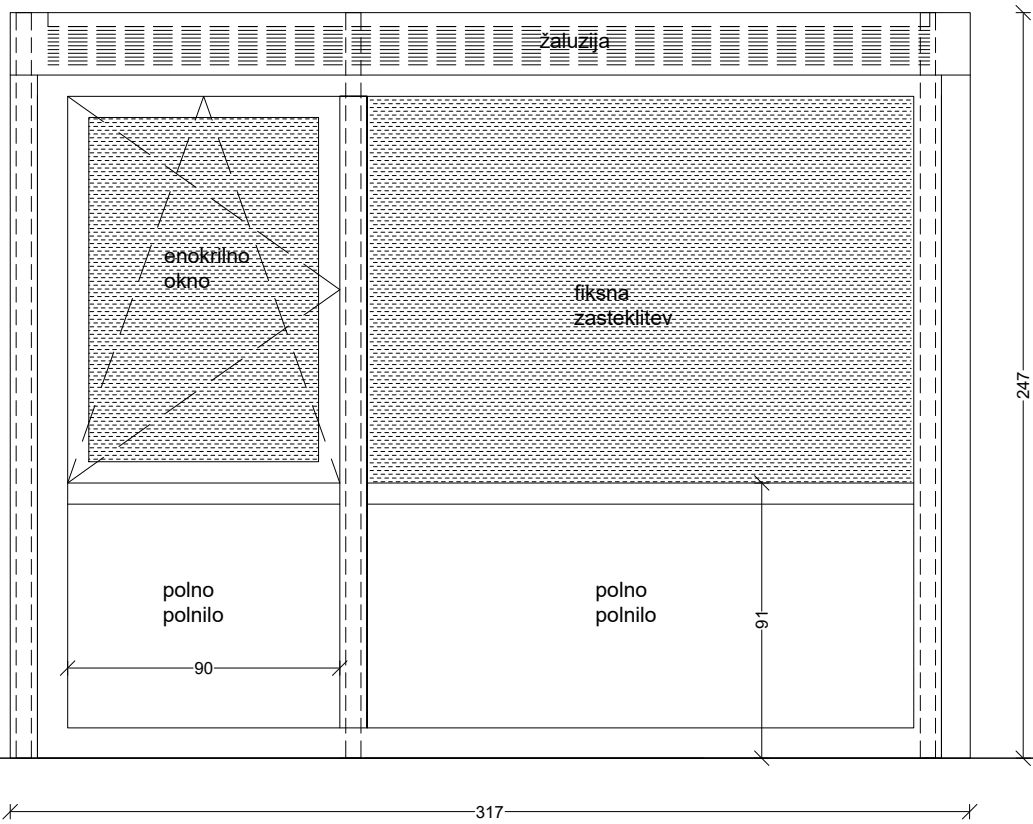 žaluzija
enokrilno
okno
fiksna
zasteklitev
247
polno
polnilo
polno
polnilo
91
90
317